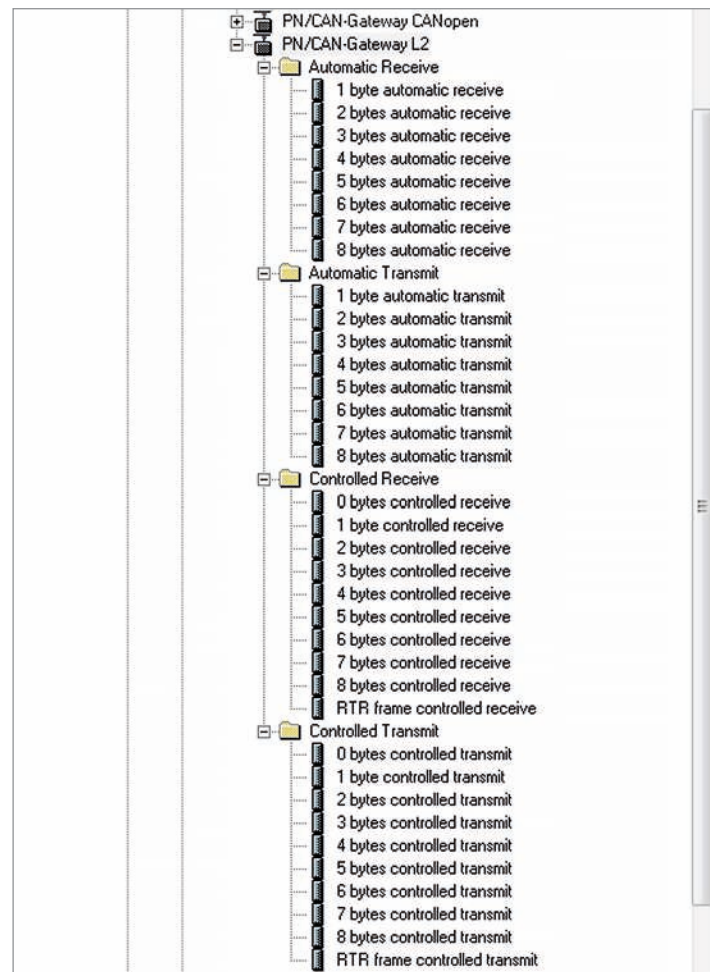 PN/CAN-Gateway CANopen
PN/CAN-Gateway L2
Automatic Receive
1 byte automatic receive
2 bytes automatic receive
3 bytes automatic receive
4 bytes automatic receive
5 bytes automatic receive
6 bytes automatic receive
7 bytes automatic receive
8 bytes automatic receive
Automatic Transmit
1 byte automatic transmit
2 bytes automatic transmit
3 bytes automatic transmit
4 bytes automatic transmit
5 bytes automatic transmit
6 bytes automatic transmit
7 bytes automatic transmit
8 bytes automatic transmit
Controlled Receive
0 bytes controlled receive
1 byte controlled receive
2 bytes controlled receive
3 bytes controlled receive
4 bytes controlled receive
5 bytes controlled receive
6 bytes controlled receive
7 bytes controlled receive
8 bytes controlled receive
RTR frame controlled receive
Controlled Transmit
0 bytes controlled transmit
1 byte controlled transmit
2 bytes controlled transmit
3 bytes controlled transmit
4 bytes controlled transmit
5 bytes controlled transmit
6 bytes controlled transmit
7 bytes controlled transmit
8 bytes controlled transmit
RTR frame controlled transmit